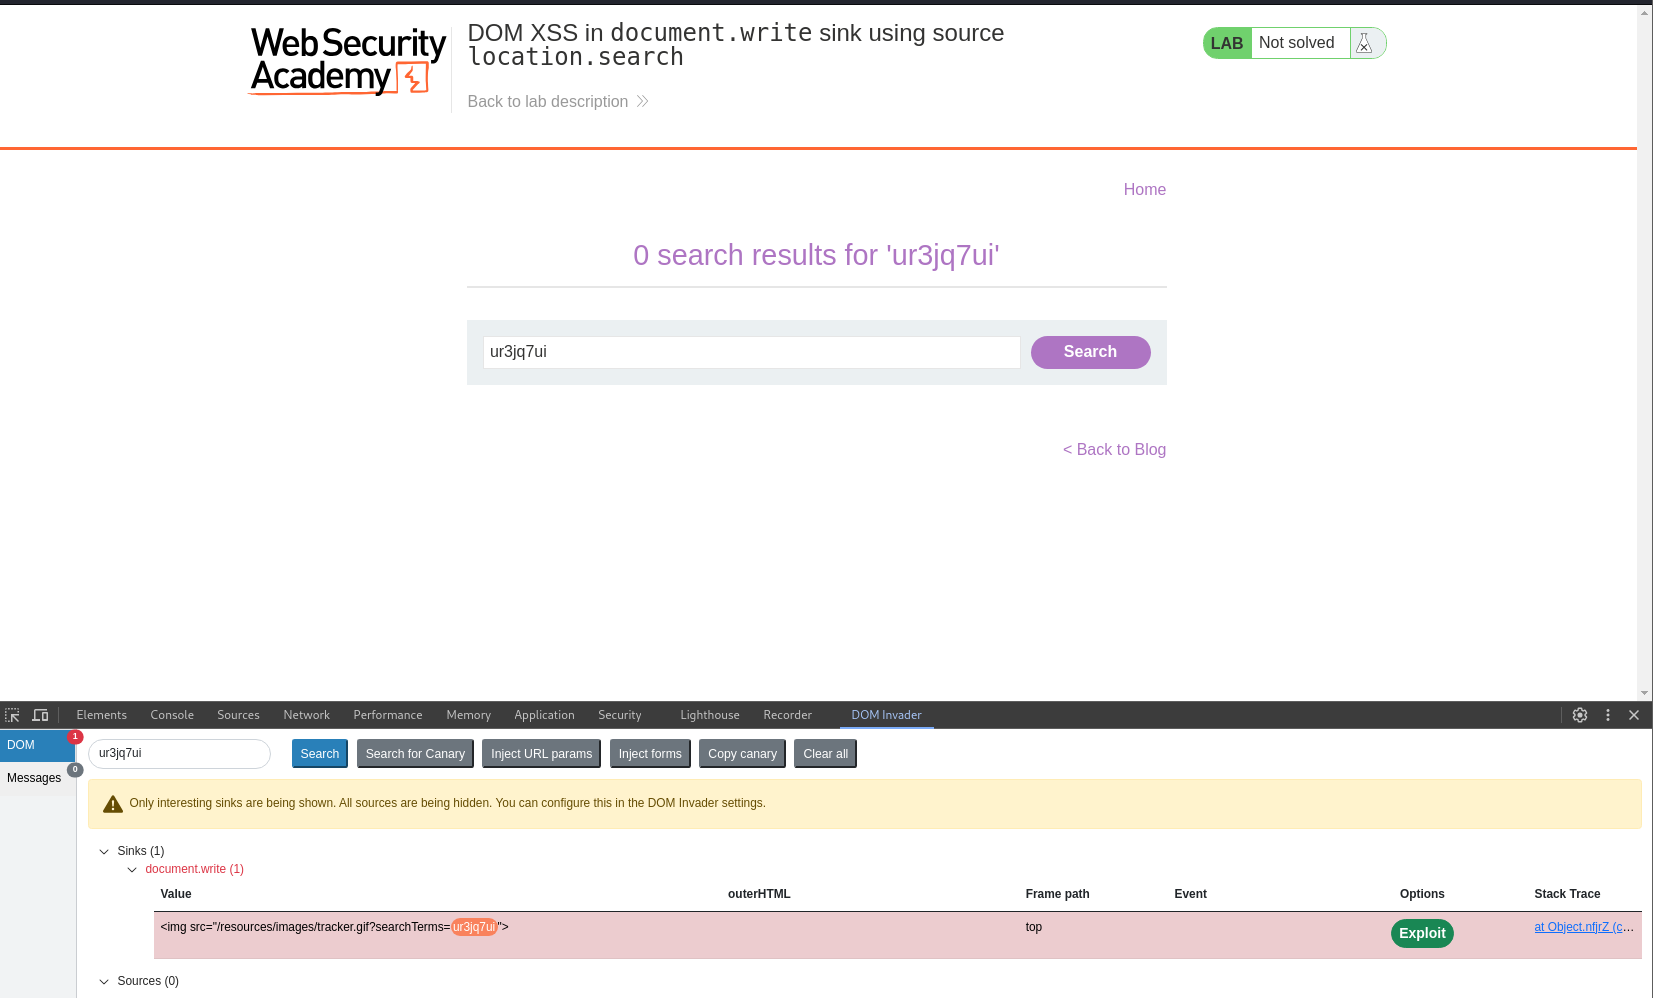 Web Security
Academy
DOM XSS in document.write sink using source
location.search
Back to lab description
LAB Not solved
Home
0 search results for 'ur3jq7ui'
ur3jq7ui Search
< Back to Blog
Elements Console Sources Network Performance Memory Application Security Lighthouse Recorder DOM Invader
DOM 1
Messages 0
ur3jq7ui Search Search for Canary Inject URL params Inject forms Copy canary Clear all
Only interesting sinks are being shown. All sources are being hidden. You can configure this in the DOM Invader settings.
Sinks (1)
document.write (1)
Value outerHTML Frame path Event Options Stack Trace
<img src="/resources/images/tracker.gif?searchTerms=ur3jq7ui"> top Exploit at Object.nfjrZ (c...
Sources (0)